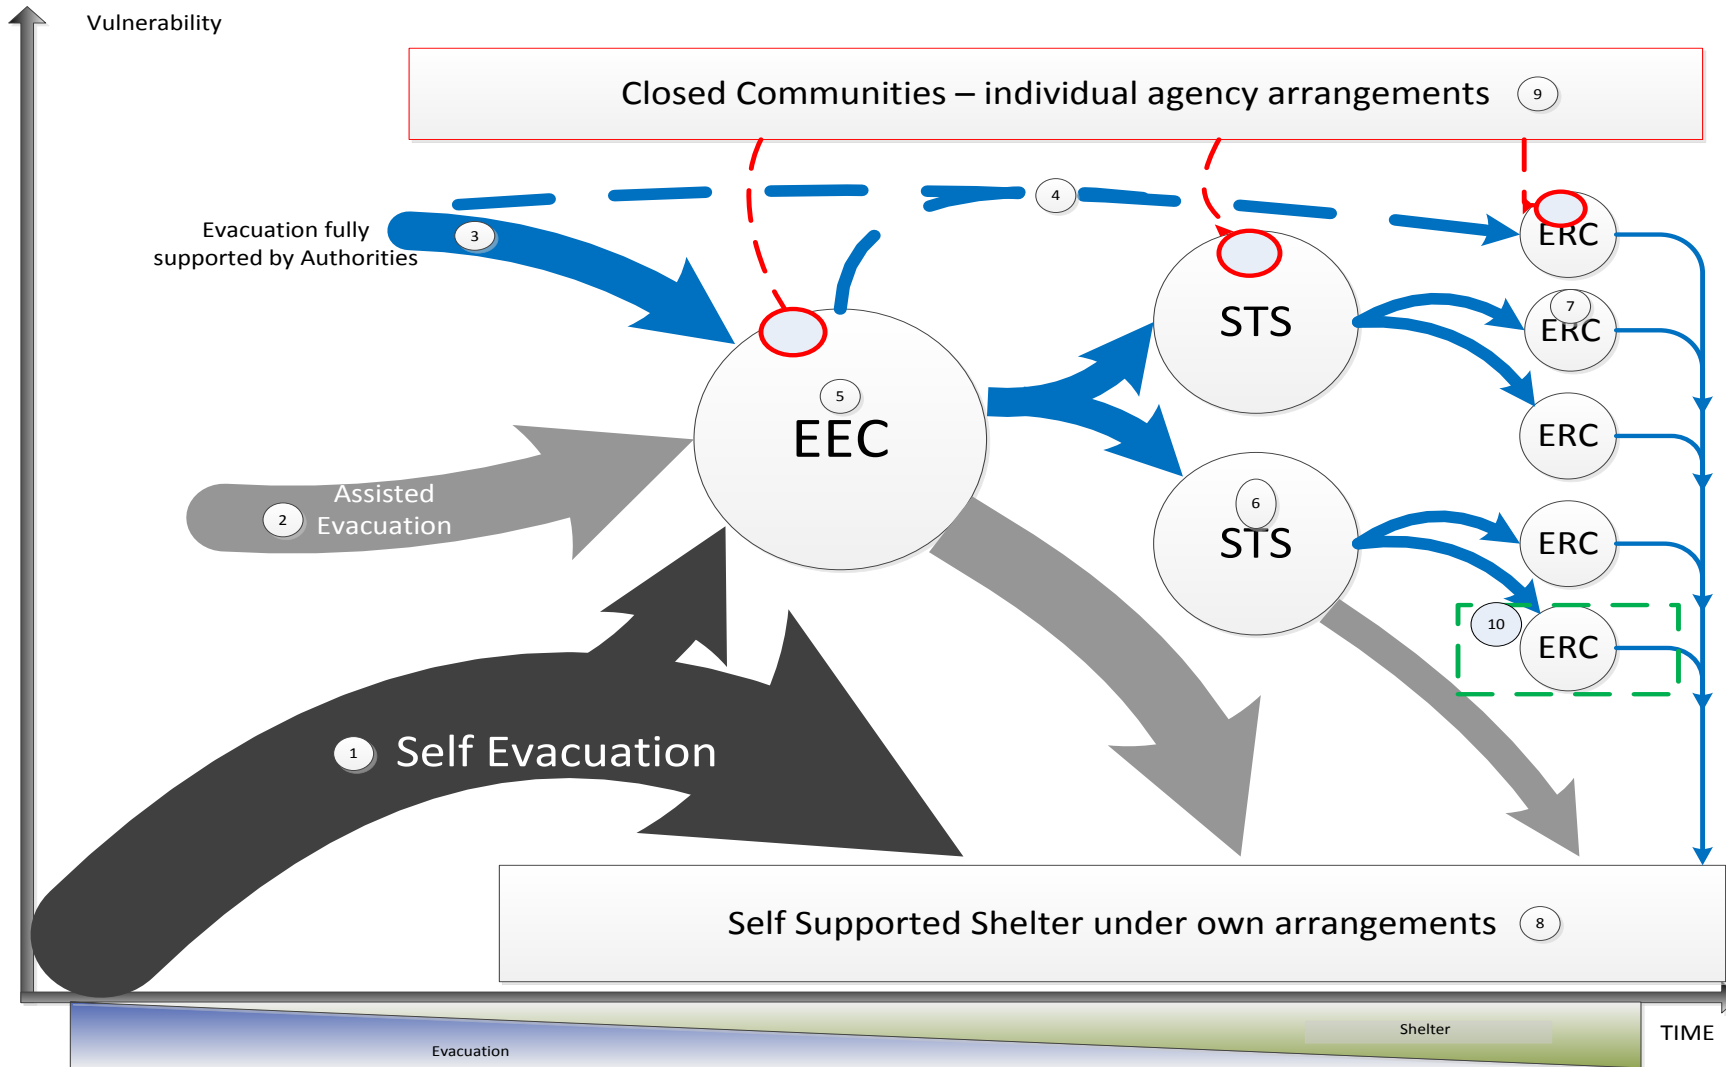 Vulnerability
Closed Communities – individual agency arrangements 9
4
Evacuation fully
supported by Authorities
3
ERC
STS
7
ERC
5
EEC
ERC
2
Assisted
Evacuation
6
STS
ERC
10
ERC
1 Self Evacuation
Self Supported Shelter under own arrangements 8
Evacuation
Shelter
TIME